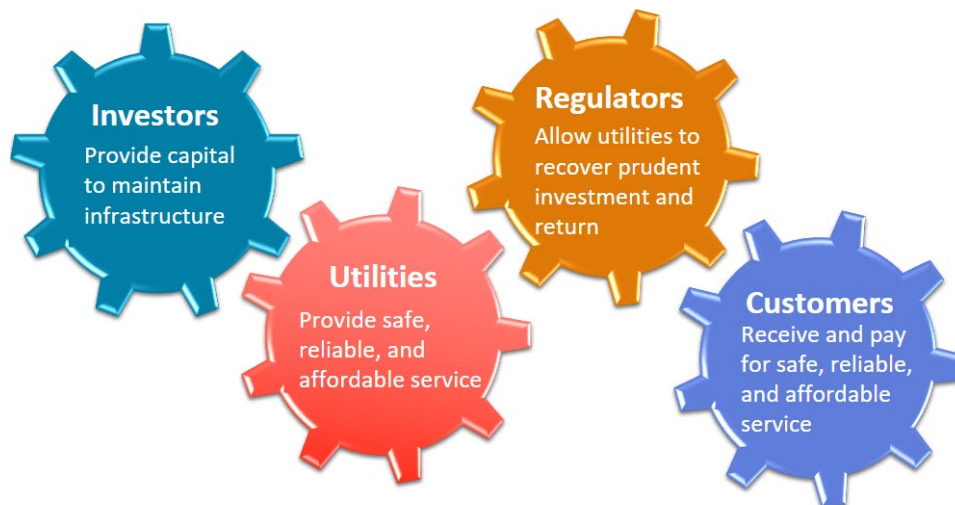 Investors
Provide capital
to maintain
infrastructure
Regulators
Allow utilities to
recover prudent
investment and
return
Utilities
Provide safe,
reliable, and
affordable service
Customers
Receive and pay
for safe, reliable,
and affordable
service